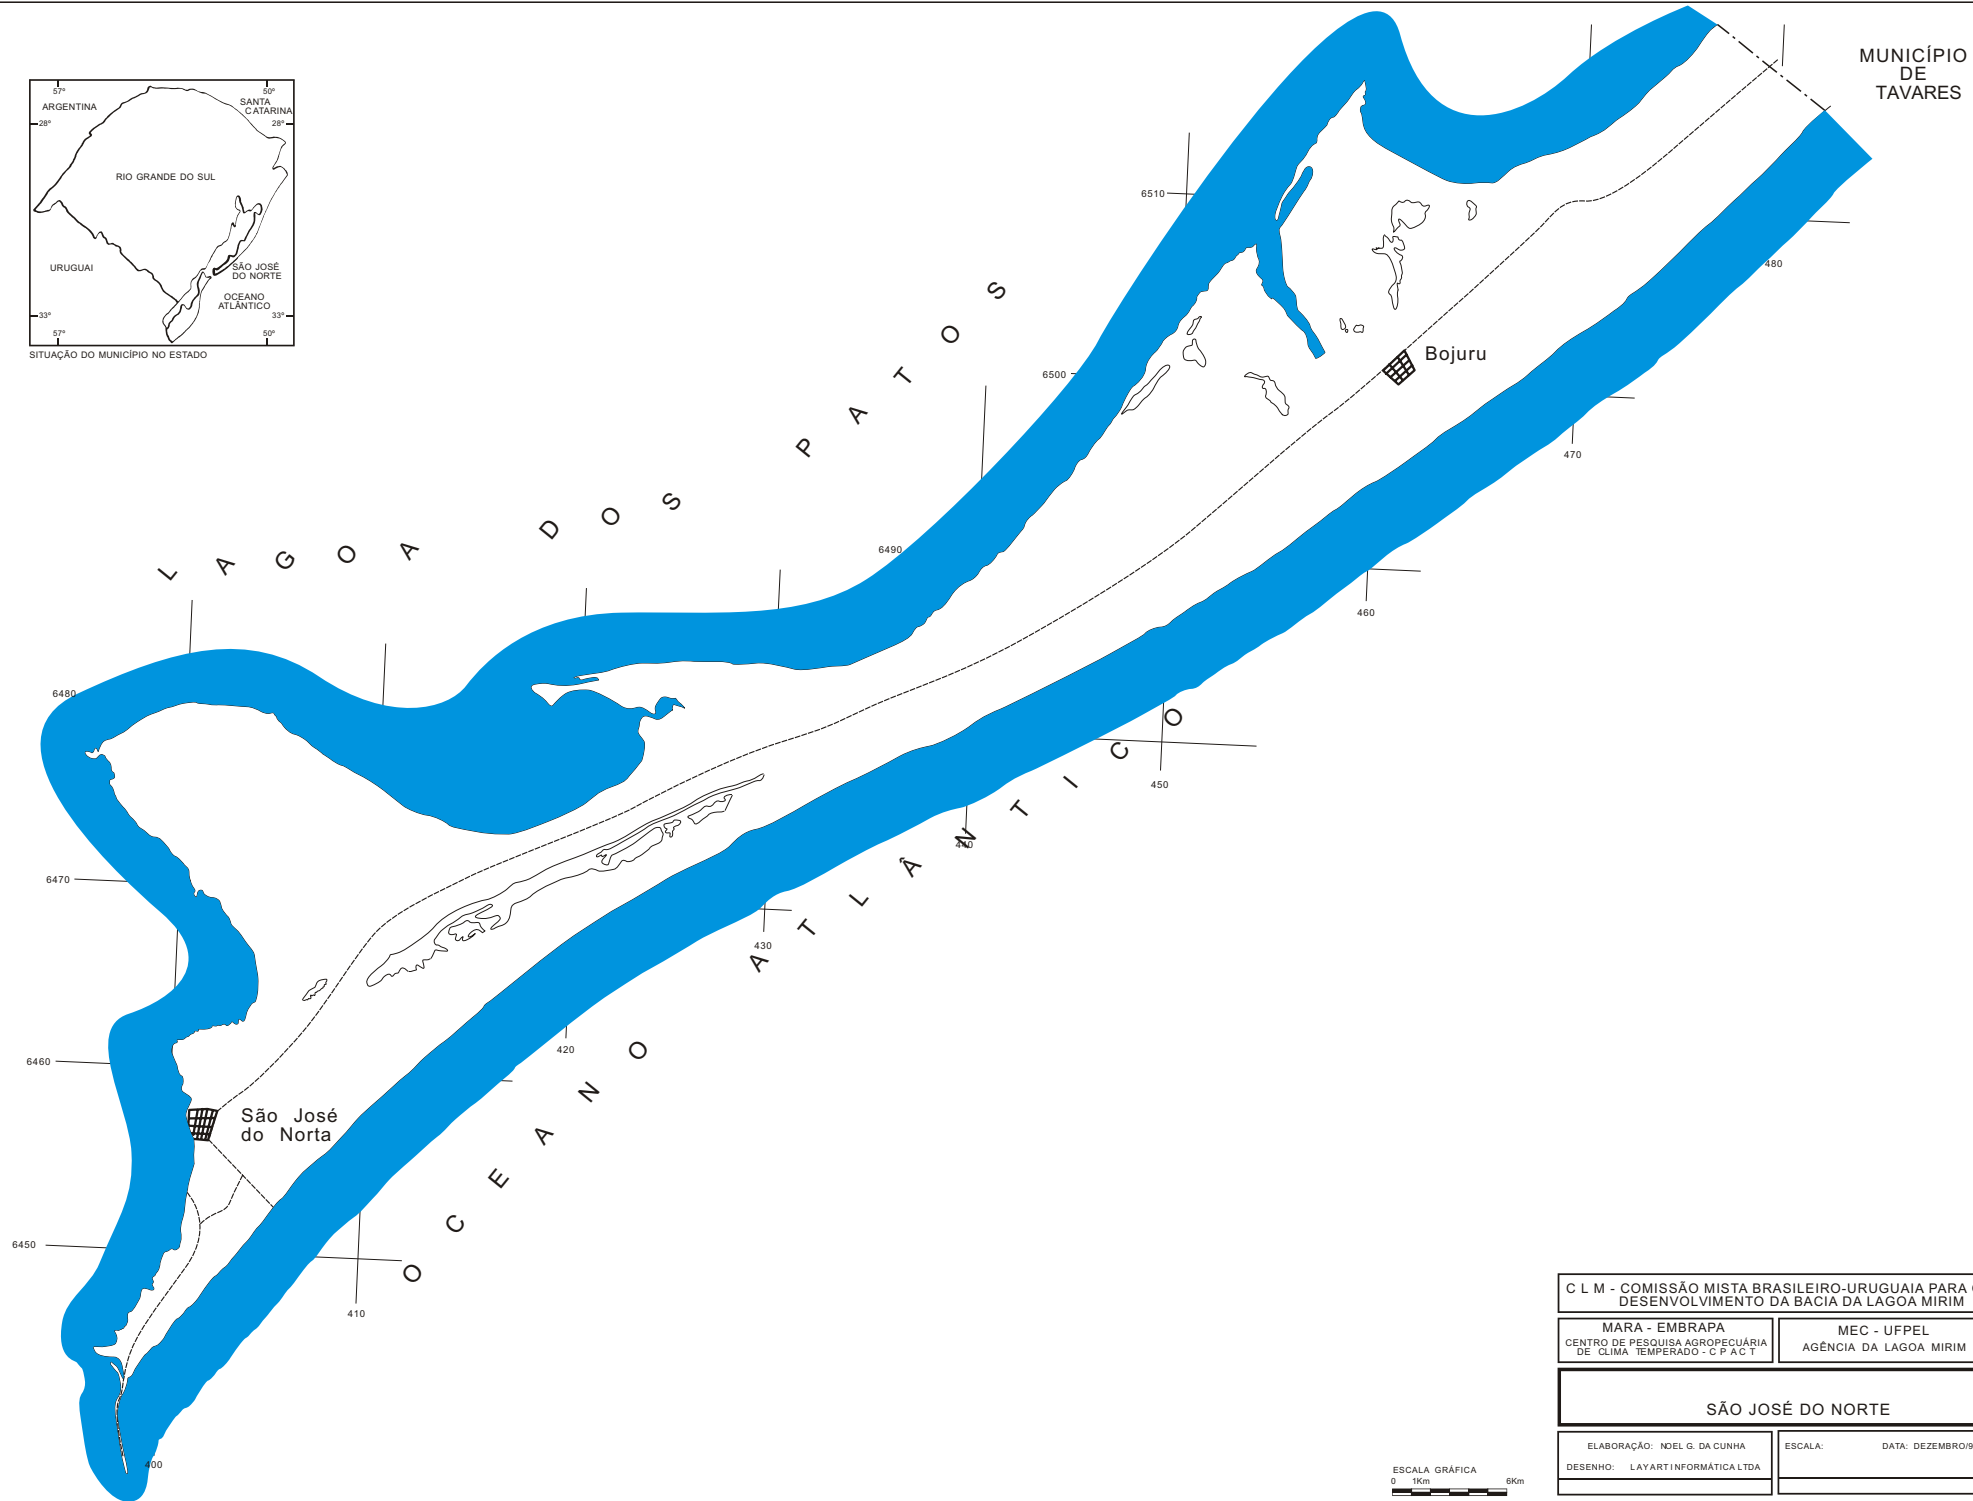 MUNICÍPIO
DE
TAVARES
57º 50º
ARGENTINA
SANTA
CATARINA
28º 28º
RIO GRANDE DO SUL
URUGUAI
SÃO JOSÉ
DO NORTE
OCEANO
ATLÂNTICO
33º 33º
57º 50º
SITUAÇÃO DO MUNICÍPIO NO ESTADO
LAGOA DOS PATOS
6510
6500
6490
6480
6470
6460
6450
480
470
460
450
440
430
420
410
400
Bojuru
OCEANO ATLÂNTICO
São José
do Norta
C L M - COMISSÃO MISTA BRASILEIRO-URUGUAIA PARA
DESENVOLVIMENTO DA BACIA DA LAGOA MIRIM
MARA - EMBRAPA
CENTRO DE PESQUISA AGROPECUÁRIA
DE CLIMA TEMPERADO - C P A C T
MEC - UFPEL
AGÊNCIA DA LAGOA MIRIM
SÃO JOSÉ DO NORTE
ELABORAÇÃO: NOEL G. DA CUNHA
DESENHO: LAYART INFORMÁTICA LTDA
ESCALA: DATA: DEZEMBRO/9
ESCALA GRÁFICA
0 1Km 6Km